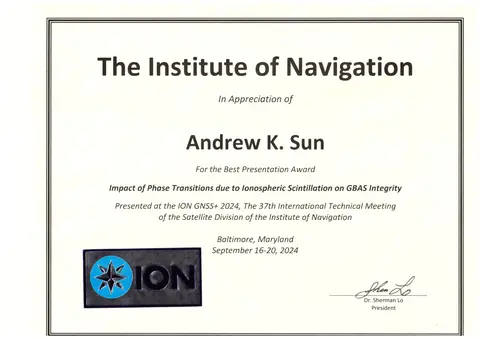 The Institute of Navigation
In Appreciation of
Andrew K. Sun
For the Best Presentation Award
Impact of Phase Transitions due to Ionospheric Scintillation on GBAS Integrity
Presented at the ION GNSS+ 2024, The 37th International Technical Meeting
of the Satellite Division of the Institute of Navigation
Baltimore, Maryland
September 16-20, 2024
ION
Dr. Sherman Lo
President